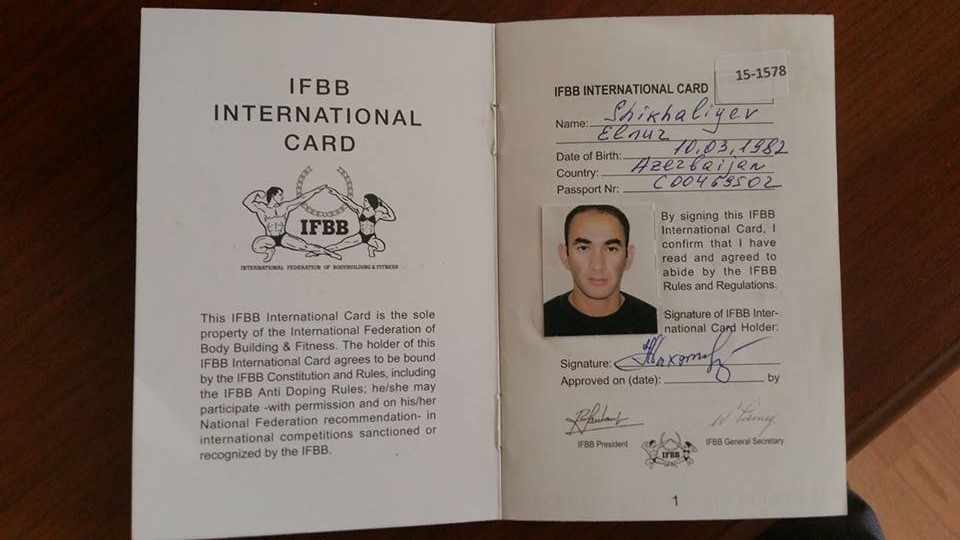 IFBB
INTERNATIONAL
CARD
IFBB
INTERNATIONAL FEDERATION OF BODYBUILDING & FITNESS
This IFBB International Card is the sole
property of the International Federation of
Body Building & Fitness. The holder of this
IFBB International Card agrees to be bound
by the IFBB Constitution and Rules, including
the IFBB Anti Doping Rules; he/she may
participate -with permission and on his/her
National Federation recommendation- in
international competitions sanctioned or
recognized by the IFBB.
15-1578
IFBB INTERNATIONAL CARD
Name: Shikhaliyev
Elnur
Date of Birth: 10.03.1982
Country: Azerbaijan
Passport Nr: C00469502
By signing this IFBB
International Card, I
confirm that I have
read and agreed to
abide by the IFBB
Rules and Regulations.
Signature of IFBB Inter-
national Card Holder:
Signature:
Approved on (date): by
IFBB President
IFBB General Secretary
IFBB
1